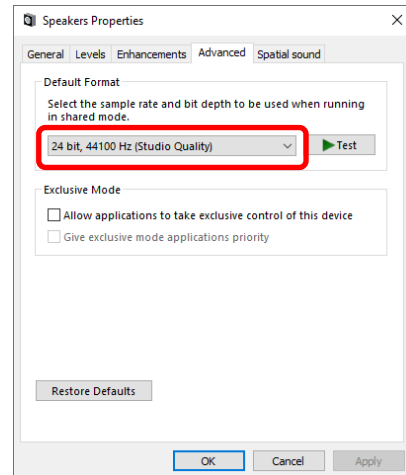 Speakers Properties
General Levels Enhancements Advanced Spatial sound
Default Format
Select the sample rate and bit depth to be used when running
in shared mode.
24 bit, 44100 Hz (Studio Quality)
Test
Exclusive Mode
Allow applications to take exclusive control of this device
Give exclusive mode applications priority
Restore Defaults
OK Cancel Apply